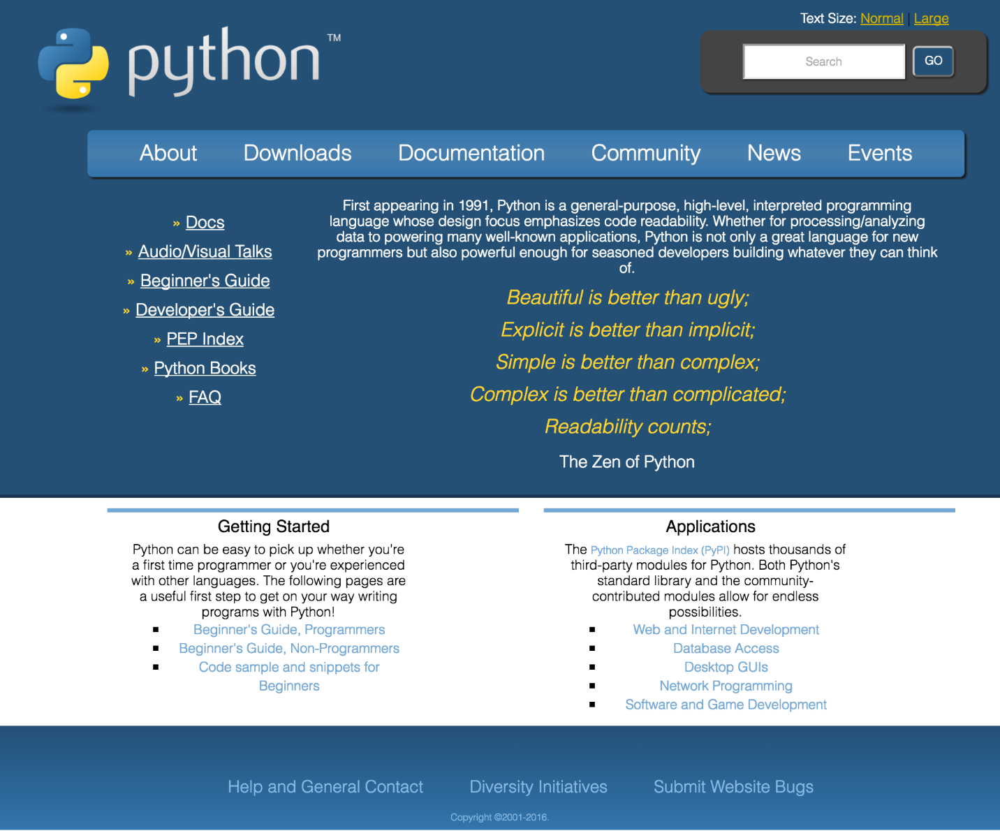 Text Size: Normal | Large
python™
Search
GO
About Downloads Documentation Community News Events
» Docs
» Audio/Visual Talks
» Beginner's Guide
» Developer's Guide
» PEP Index
» Python Books
» FAQ
First appearing in 1991, Python is a general-purpose, high-level, interpreted programming
language whose design focus emphasizes code readability. Whether for processing/analyzing
data to powering many well-known applications, Python is not only a great language for new
programmers but also powerful enough for seasoned developers building whatever they can think
of.
Beautiful is better than ugly;
Explicit is better than implicit;
Simple is better than complex;
Complex is better than complicated;
Readability counts;
The Zen of Python
Getting Started
Python can be easy to pick up whether you're
a first time programmer or you're experienced
with other languages. The following pages are
a useful first step to get on your way writing
programs with Python!
▪ Beginner's Guide, Programmers
▪ Beginner's Guide, Non-Programmers
▪ Code sample and snippets for
Beginners
Applications
The Python Package Index (PyPI) hosts thousands of
third-party modules for Python. Both Python's
standard library and the community-
contributed modules allow for endless
possibilities.
▪ Web and Internet Development
▪ Database Access
▪ Desktop GUIs
▪ Network Programming
▪ Software and Game Development
Help and General Contact Diversity Initiatives Submit Website Bugs
Copyright ©2001-2016.